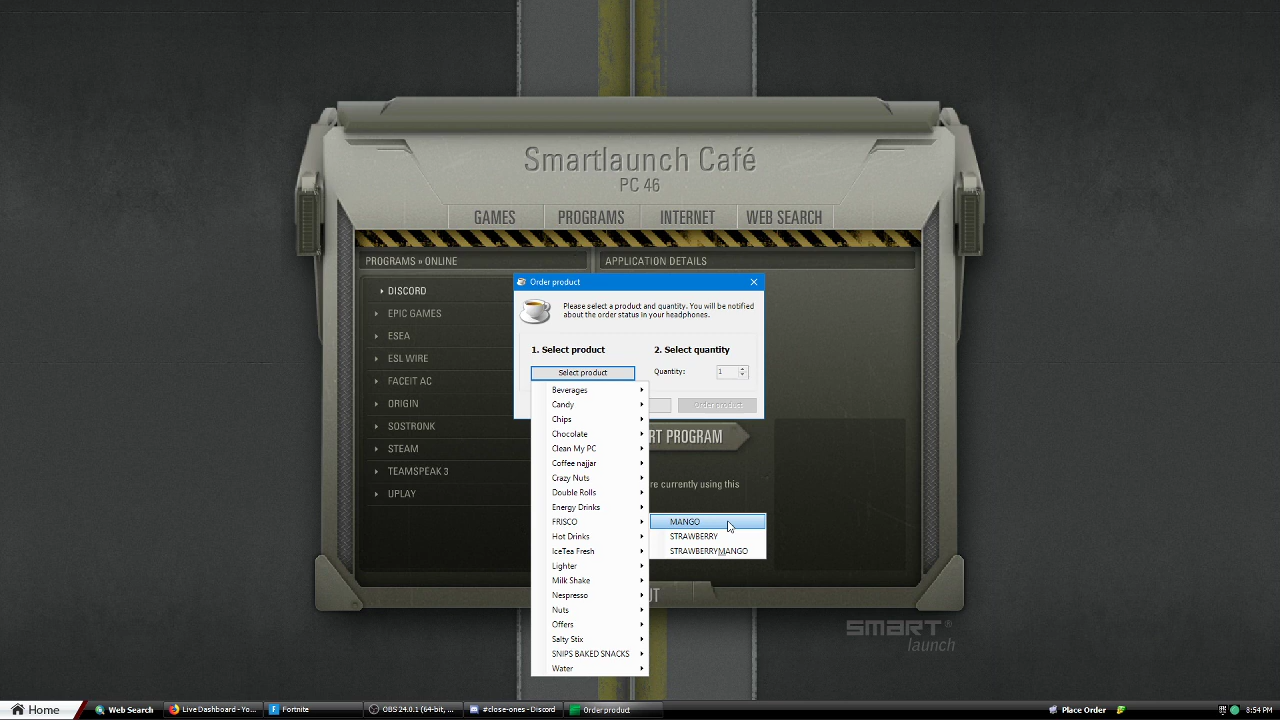 Smartlaunch Café
PC 46
GAMES
PROGRAMS
INTERNET
WEB SEARCH
PROGRAMS » ONLINE
APPLICATION DETAILS
DISCORD
EPIC GAMES
ESEA
ESL WIRE
FACEIT AC
ORIGIN
SOSTRONK
STEAM
TEAMSPEAK 3
UPLAY
Order product
Please select a product and quantity. You will be notified
about the order status in your headphones.
1. Select product
2. Select quantity
Select product
Quantity:
1
Order product
Beverages
Candy
Chips
Chocolate
Clean My PC
Coffee najjar
Crazy Nuts
Double Rolls
Energy Drinks
FRISCO
Hot Drinks
IceTea Fresh
Lighter
Milk Shake
Nespresso
Nuts
Offers
Salty Stix
SNIPS BAKED SNACKS
Water
MANGO
STRAWBERRY
STRAWBERRYMANGO
RT PROGRAM
re currently using this
UT
SMART®
launch
Home
Web Search
Live Dashboard - Yo...
Fortnite
OBS 24.0.1 (64-bit, ...
#close-ones - Discord
Order product
Place Order
8:54 PM